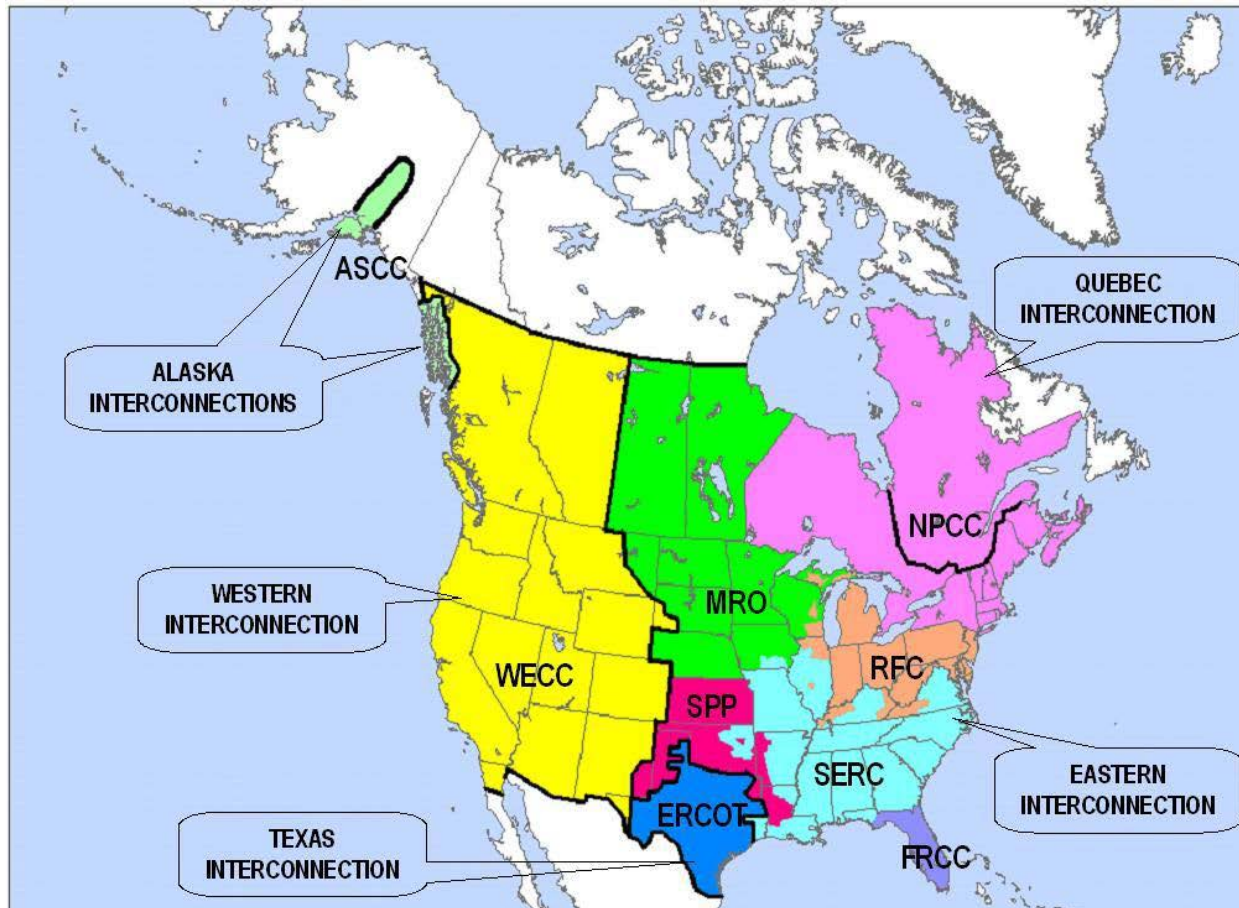 ASCC
QUEBEC
INTERCONNECTION
ALASKA
INTERCONNECTIONS
NPCC
WESTERN
INTERCONNECTION
MRO
WECC
RFC
SPP
SERC
EASTERN
INTERCONNECTION
ERCOT
TEXAS
INTERCONNECTION
FRCC